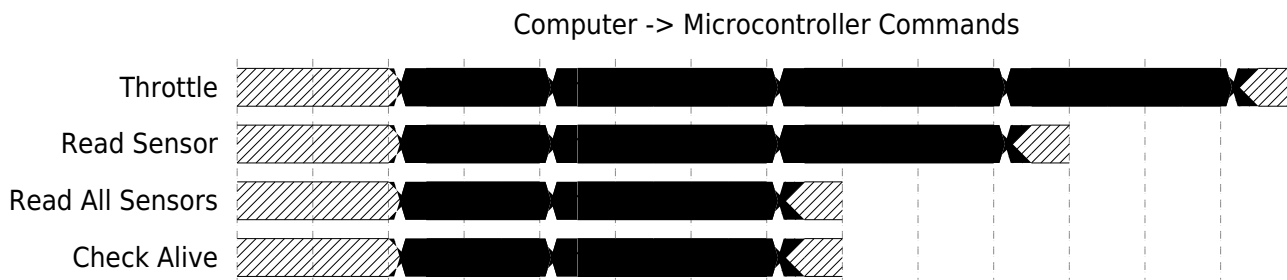 Computer -> Microcontroller Commands
Throttle
Read Sensor
Read All Sensors
Check Alive